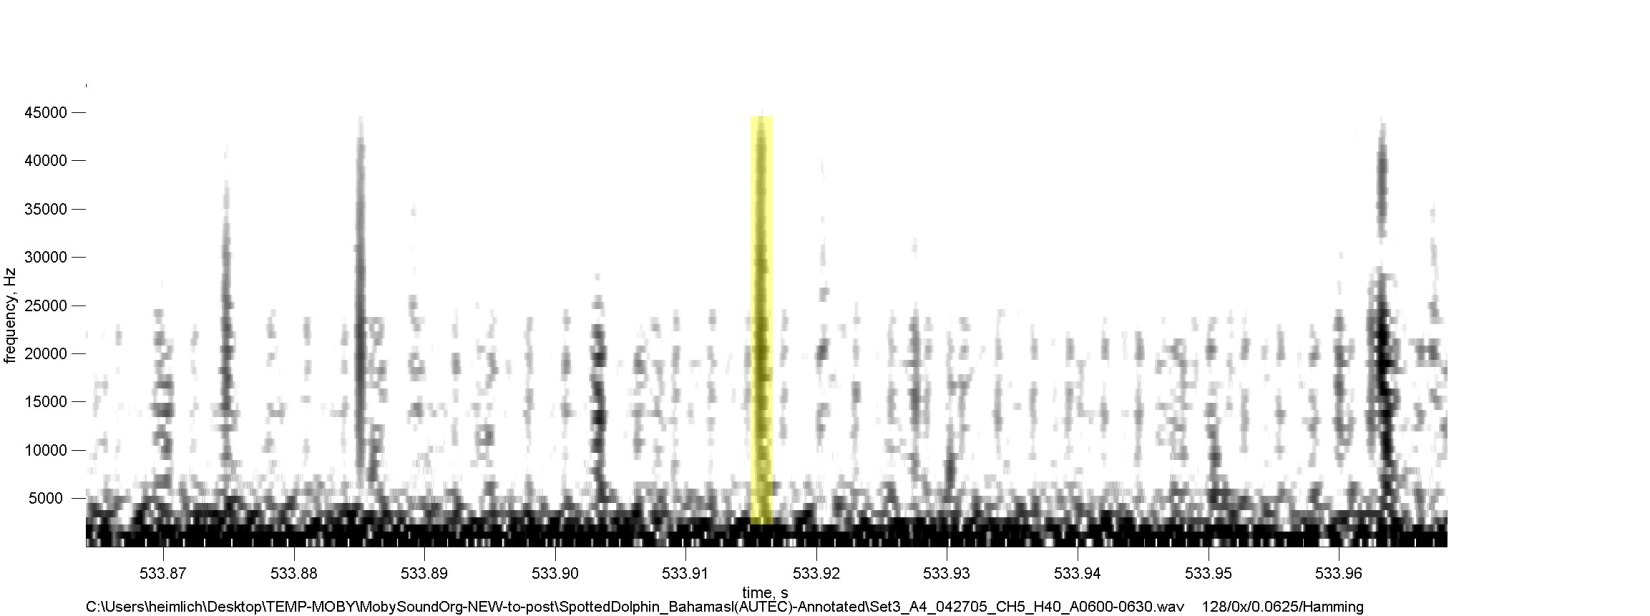 45000
40000
35000
30000
25000
20000
15000
10000
5000
frequency, Hz
533.87 533.88 533.89 533.90 533.91 533.92 533.93 533.94 533.95 533.96
time, s
C:\Users\heimlich\Desktop\TEMP-MOBY\MobySoundOrg-NEW-to-post\SpottedDolphin_Bahamasl(AUTEC)-Annotated\Set3_A4_042705_CH5_H40_A0600-0630.wav 128/0x/0.0625/Hamming